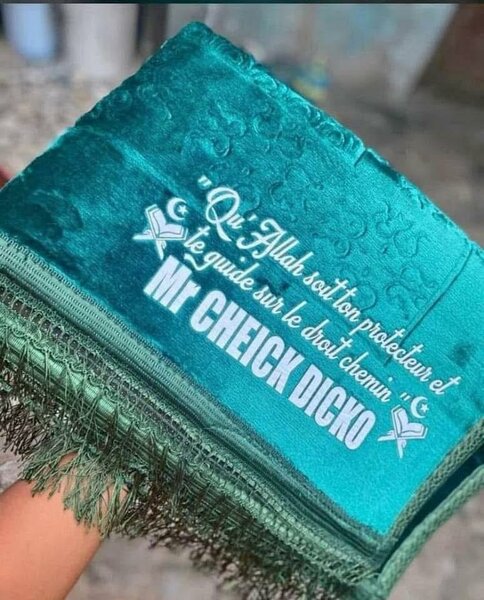 "Qu'Allah soit ton protecteur et
te guide sur le droit chemin"
Mr CHEICK DICKO